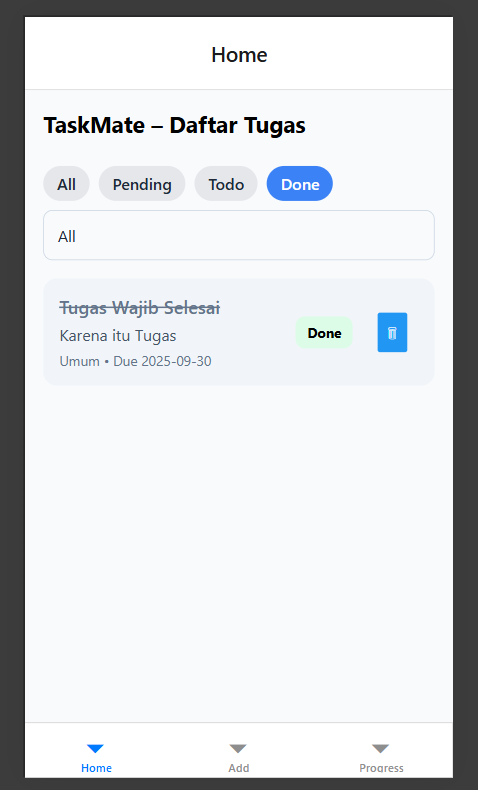 Home
TaskMate – Daftar Tugas
All Pending Todo Done
All
Tugas Wajib Selesai
Karena itu Tugas
Umum • Due 2025-09-30
Done
Home Add Progress